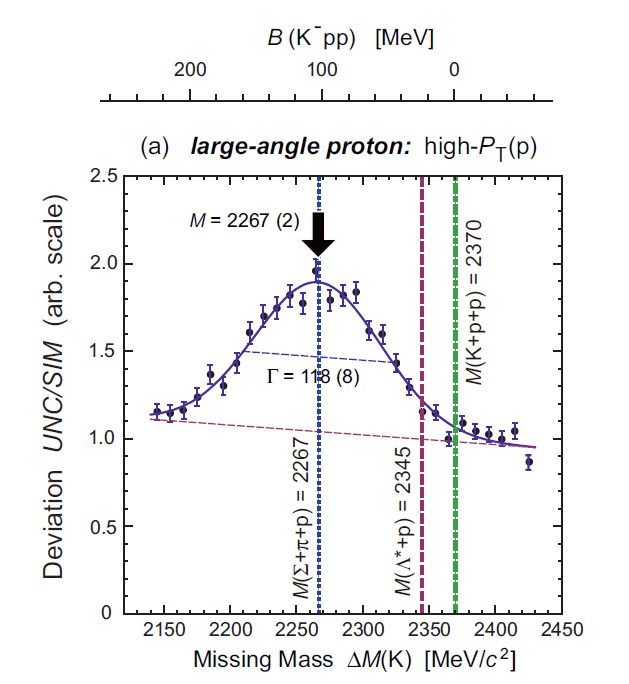 B (K⁻pp) [MeV]
200 100 0
(a) large-angle proton: high-P_T(p)
Deviation UNC/SIM (arb. scale)
2.5
2.0
1.5
1.0
0.5
0
M = 2267 (2)
Γ = 118 (8)
M(Σ+π+p) = 2267
M(Λ*+p) = 2345
M(K+p+p) = 2370
2150 2200 2250 2300 2350 2400 2450
Missing Mass ΔM(K) [MeV/c²]